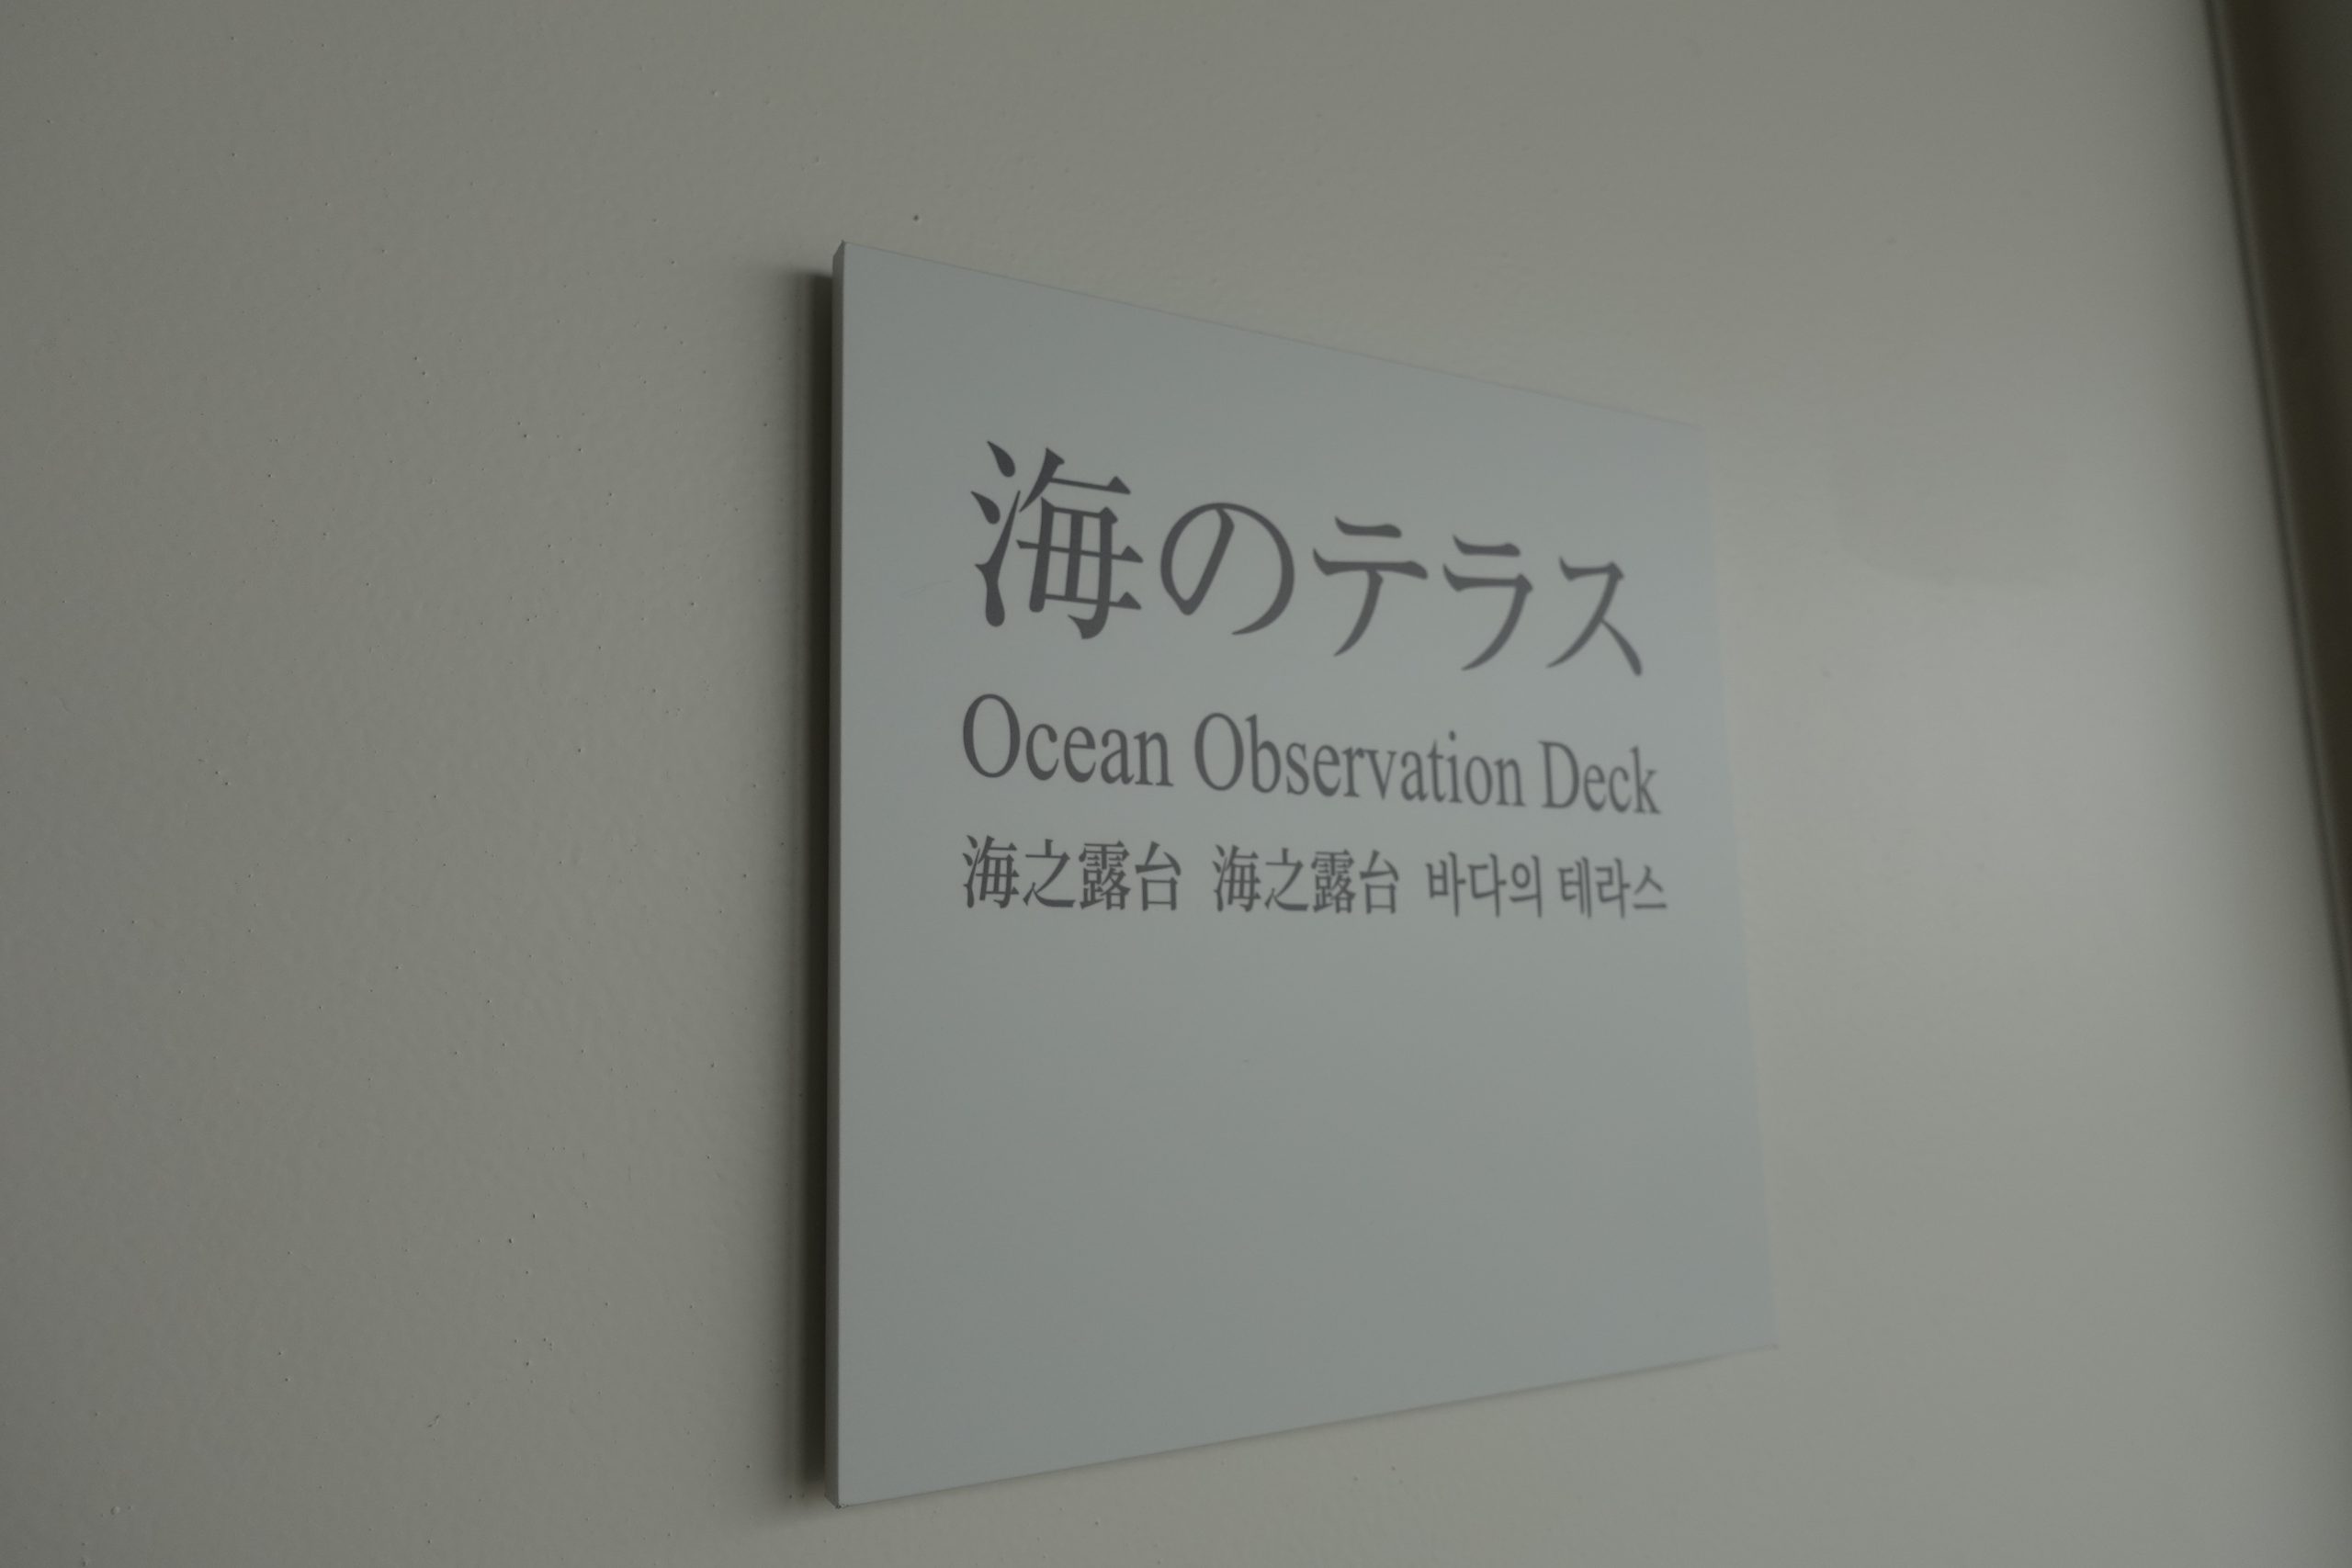 海のテラス
Ocean Observation Deck
海之露台 海之露台 바다의 테라스